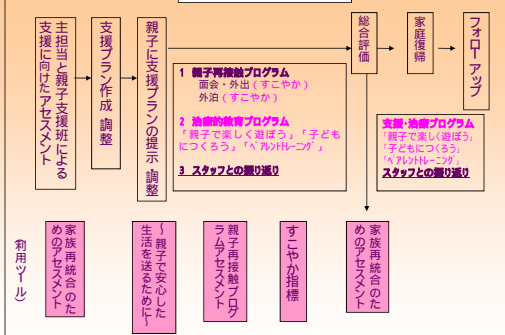 主担当と親子支援班による
支援に向けたアセスメント
支援プラン作成 調整
親子に支援プランの提示 調整
1 親子再接触プログラム
面会・外出（すこやか）
外泊（すこやか）
2 治療的教育プログラム
「親子で楽しく遊ぼう」「子ども
につくろう」「ペアレントトレーニング」
3 スタッフとの振り返り
総合評価
家庭復帰
フォローアップ
支援・治療プログラム
「親子で楽しく遊ぼう」
「子どもにつくろう」
「ペアレントトレーニング」
スタッフとの振り返り
（利用ツール）
家族再統合のた
めのアセスメント
～親子で安心した
生活を送るために～
親子再接触プログ
ラムアセスメント
すこやか指標
家族再統合のた
めのアセスメント